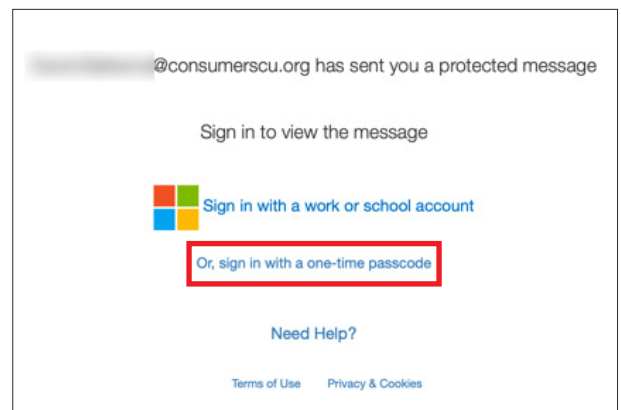 @consumerscu.org has sent you a protected message
Sign in to view the message
Sign in with a work or school account
Or, sign in with a one-time passcode
Need Help?
Terms of Use Privacy & Cookies